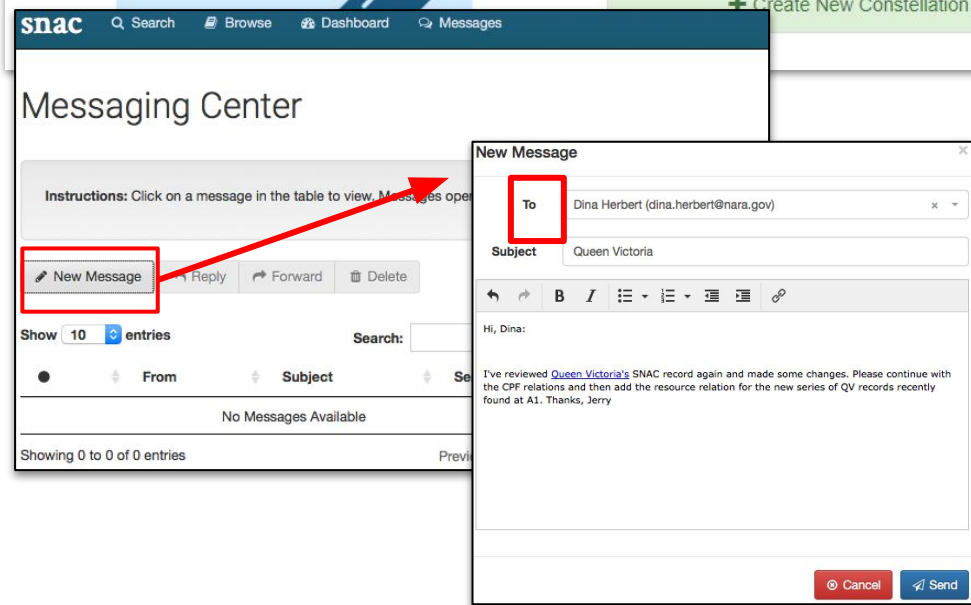 + Create New Constellation
snac Search Browse Dashboard Messages
Messaging Center
Instructions: Click on a message in the table to view. Messages
New Message Reply Forward Delete
Show 10 entries Search:
From Subject
No Messages Available
Showing 0 to 0 of 0 entries
New Message ×
To Dina Herbert (dina.herbert@nara.gov) ×
Subject Queen Victoria
B I
Hi, Dina:
I've reviewed Queen Victoria's SNAC record again and made some changes. Please continue with
the CPF relations and then add the resource relation for the new series of QV records recently
found at A1. Thanks, Jerry
Cancel Send